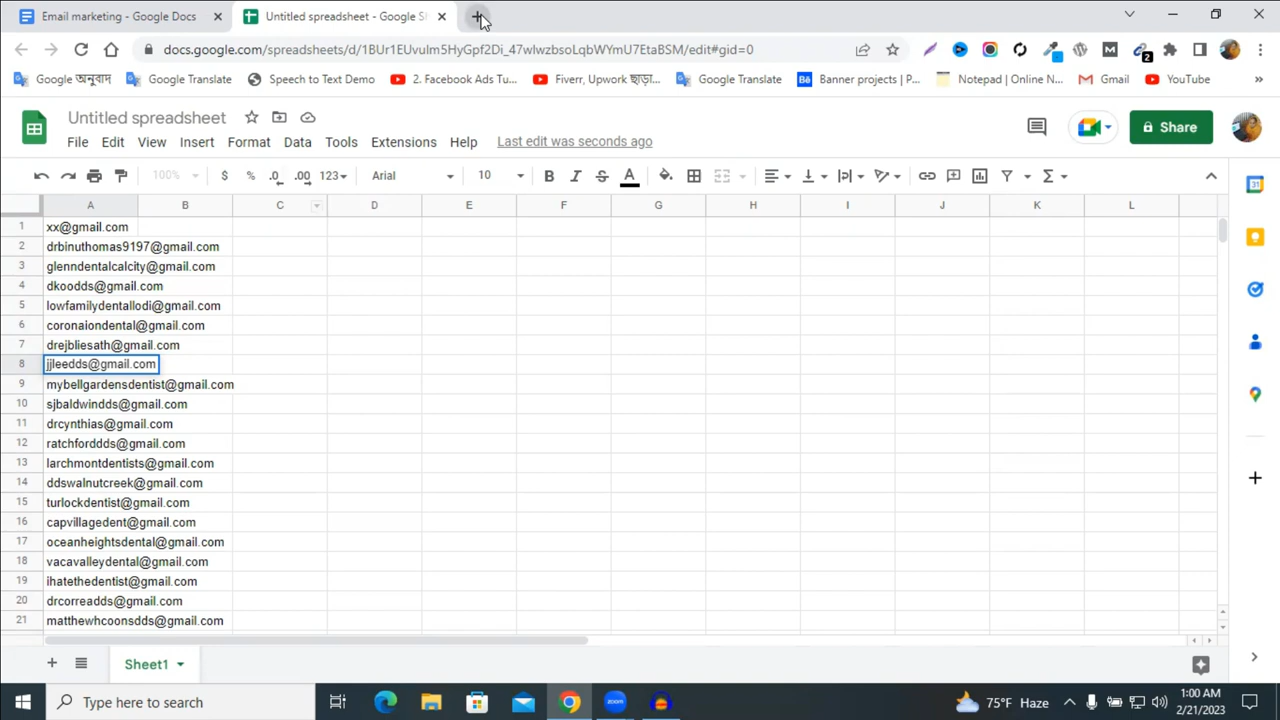 Email marketing - Google Docs
Untitled spreadsheet - Google S
docs.google.com/spreadsheets/d/1BUr1EUvulm5HyGpf2Di_47wlwzbsoLqbWYmU7EtaBSM/edit#gid=0
Google অনুবাদ
Google Translate
Speech to Text Demo
2. Facebook Ads Tu...
Fiverr, Upwork ছাড়া...
Google Translate
Banner projects | P...
Notepad | Online N...
Gmail
YouTube
»
Untitled spreadsheet
File Edit View Insert Format Data Tools Extensions Help Last edit was seconds ago
Share
100% $ % .0 .00 123 Arial 10 B I S A
A B C D E F G H I J K L
1 xx@gmail.com
2 drbinuthomas9197@gmail.com
3 glenndentalcalcity@gmail.com
4 dkoodds@gmail.com
5 lowfamilydentallodi@gmail.com
6 coronaiondental@gmail.com
7 drejbliesath@gmail.com
8 jjleedds@gmail.com
9 mybellgardensdentist@gmail.com
10 sjbaldwindds@gmail.com
11 drcynthias@gmail.com
12 ratchforddds@gmail.com
13 larchmontdentists@gmail.com
14 ddswalnutcreek@gmail.com
15 turlockdentist@gmail.com
16 capvillagedent@gmail.com
17 oceanheightsdental@gmail.com
18 vacavalleydental@gmail.com
19 ihatethedentist@gmail.com
20 drcorreadds@gmail.com
21 matthewhcoonsdds@gmail.com
Sheet1
Type here to search
zoom
75°F Haze
1:00 AM
2/21/2023